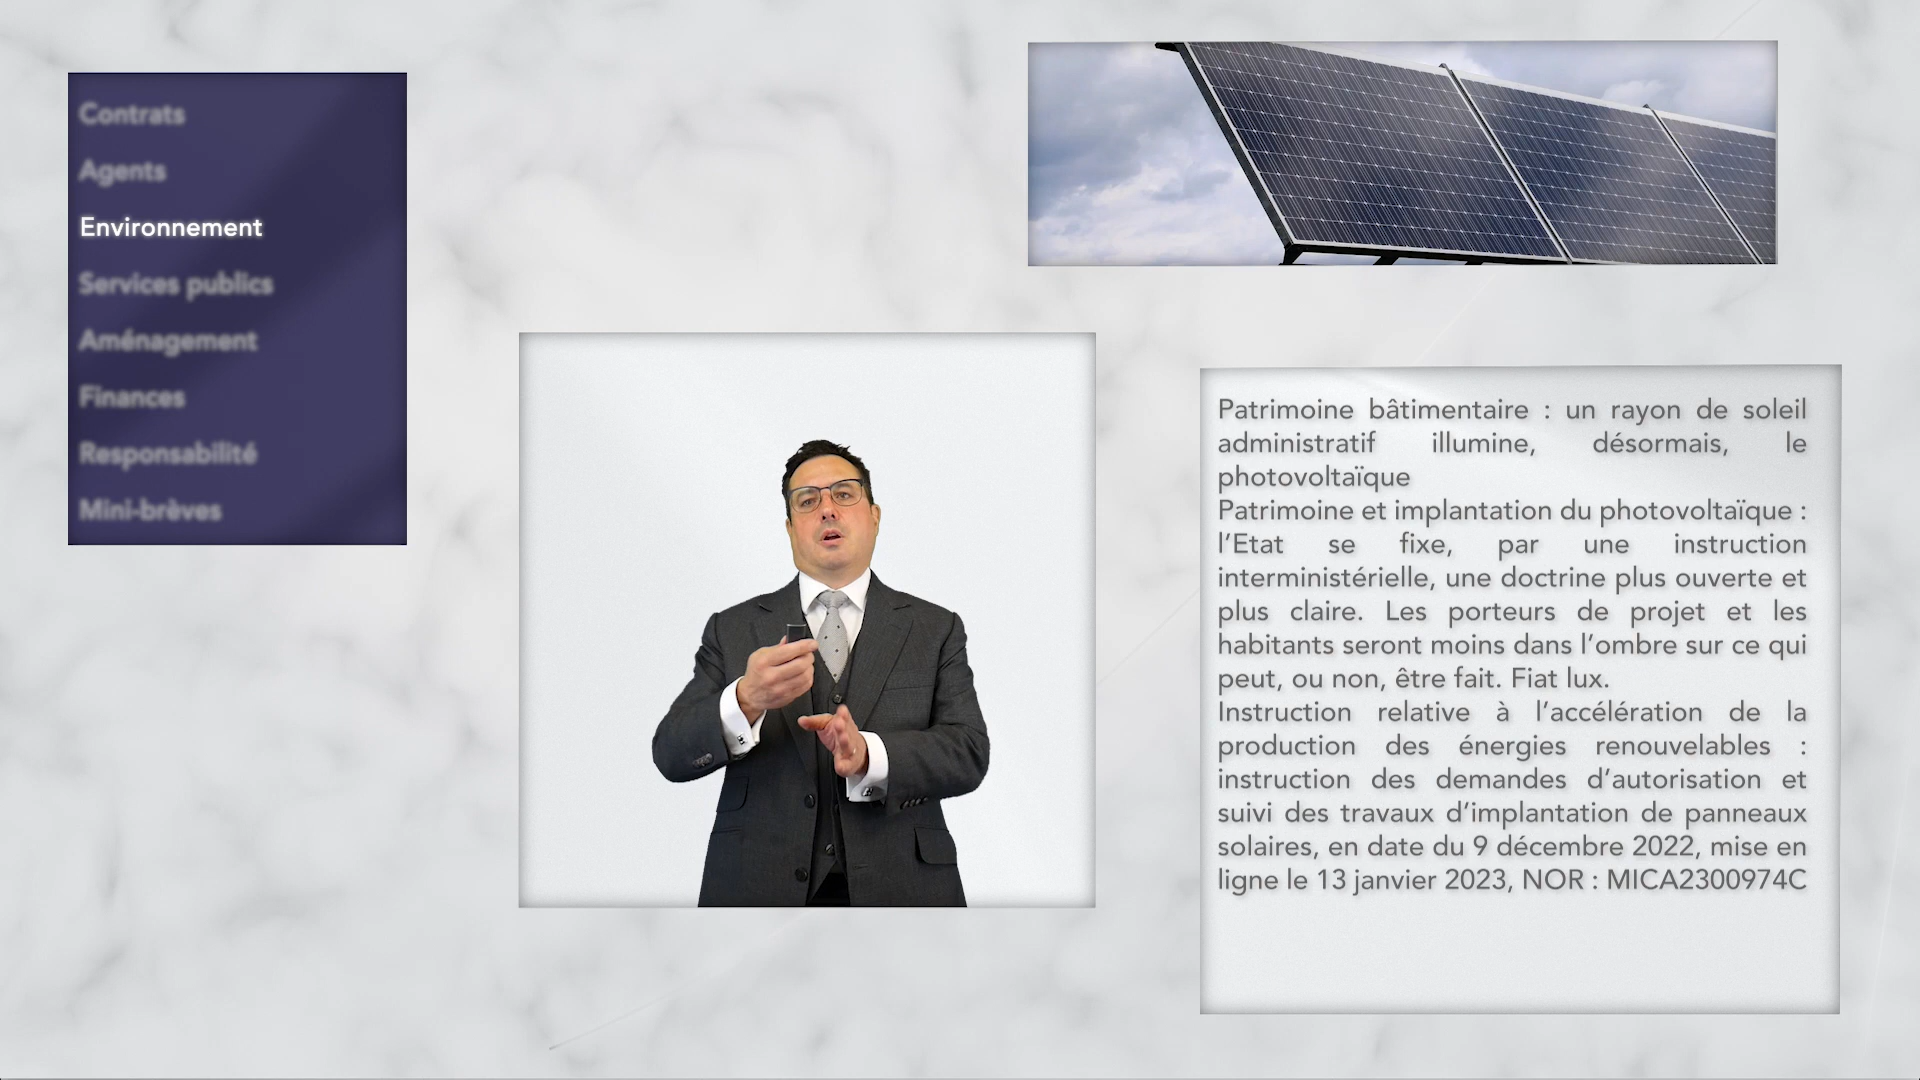 Contrats
Agents
Environnement
Services publics
Aménagement
Finances
Responsabilité
Mini-brèves
Patrimoine bâtimentaire : un rayon de soleil
administratif illumine, désormais, le
photovoltaïque
Patrimoine et implantation du photovoltaïque :
l’Etat se fixe, par une instruction
interministérielle, une doctrine plus ouverte et
plus claire. Les porteurs de projet et les
habitants seront moins dans l’ombre sur ce qui
peut, ou non, être fait. Fiat lux.
Instruction relative à l’accélération de la
production des énergies renouvelables :
instruction des demandes d’autorisation et
suivi des travaux d’implantation de panneaux
solaires, en date du 9 décembre 2022, mise en
ligne le 13 janvier 2023, NOR : MICA2300974C